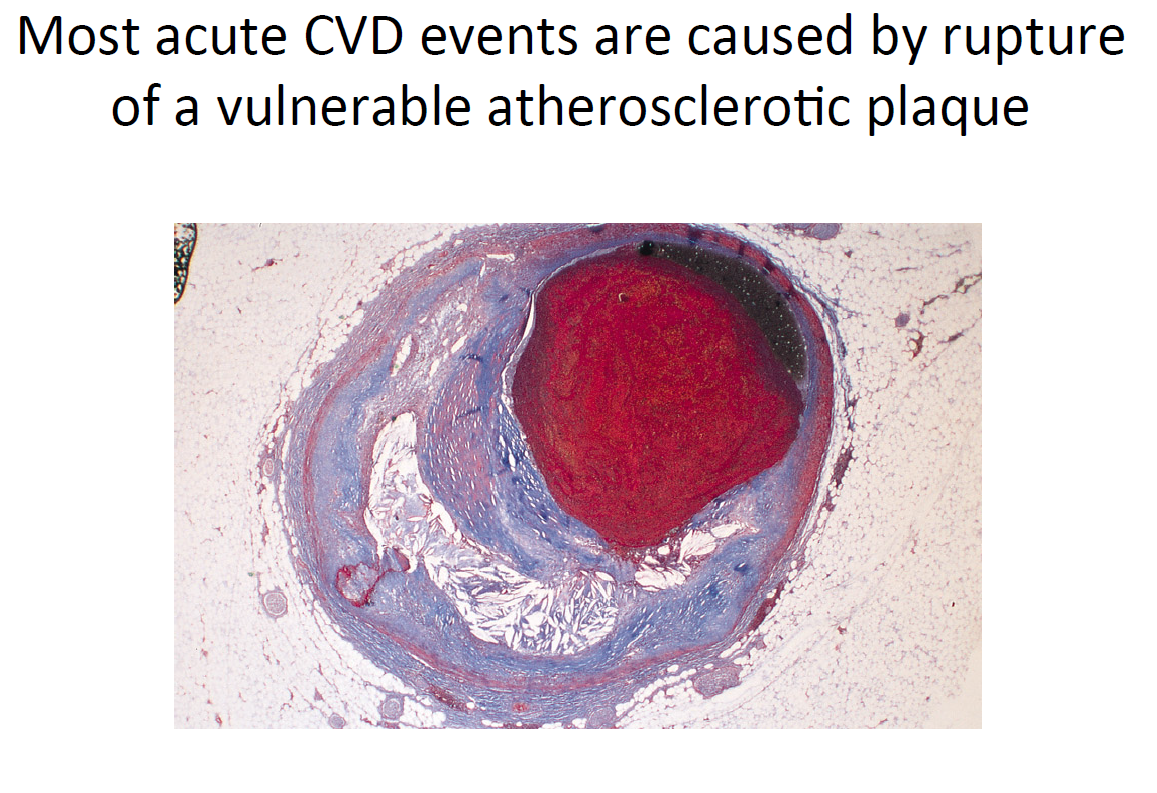 Most acute CVD events are caused by rupture
of a vulnerable atherosclerotic plaque